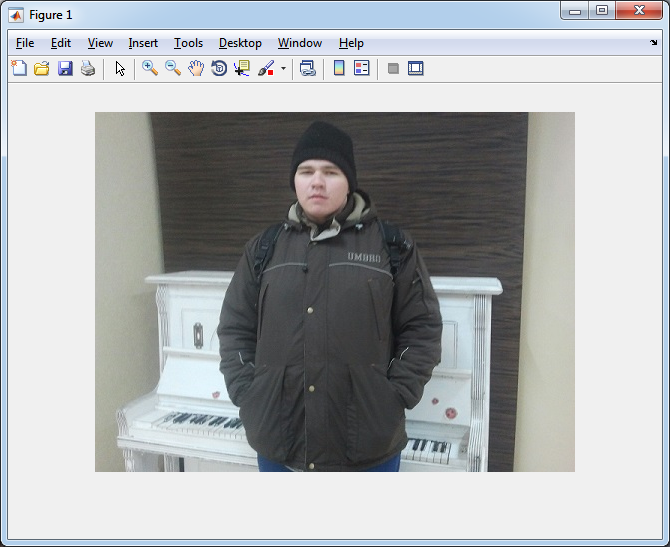 Figure 1
File Edit View Insert Tools Desktop Window Help
UMBRO